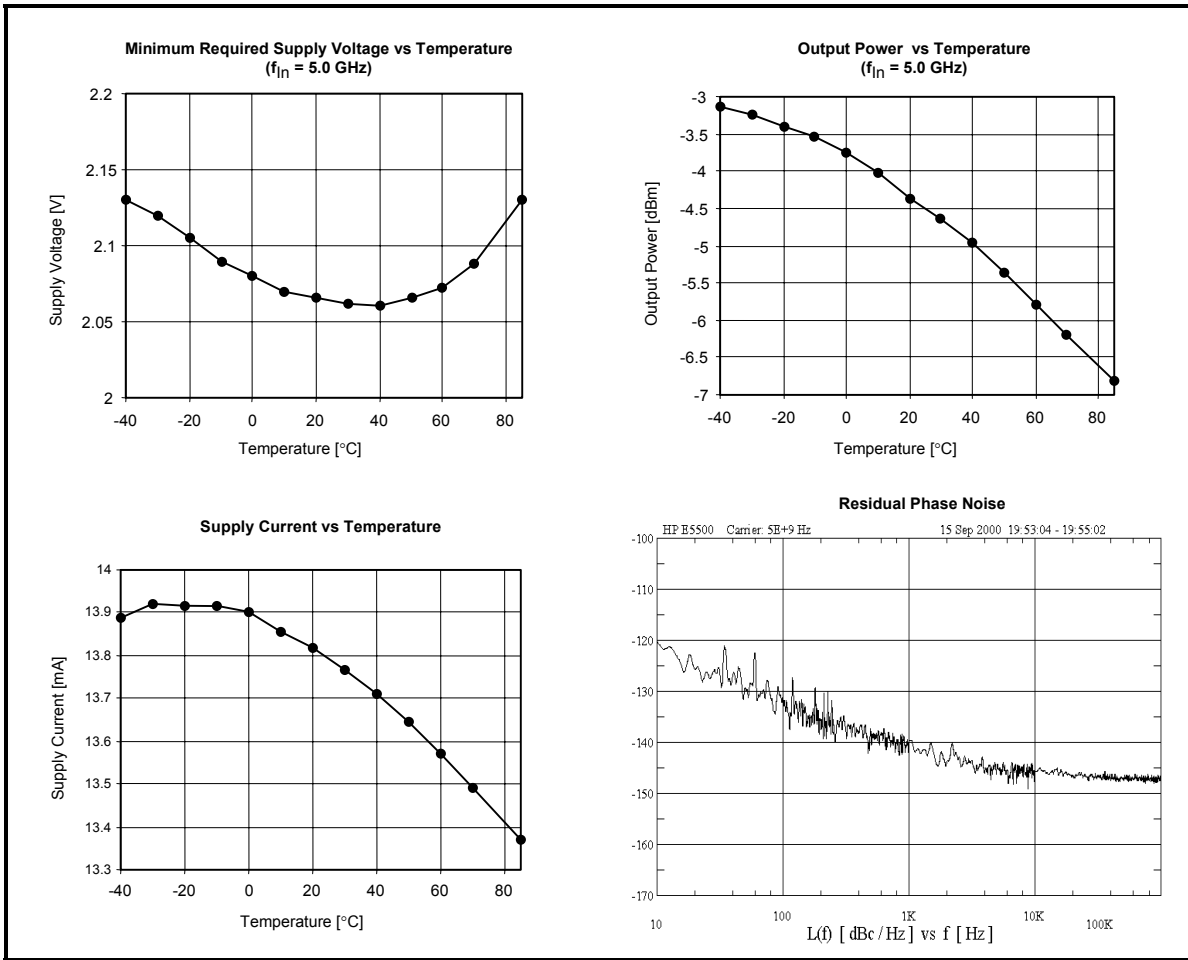 Minimum Required Supply Voltage vs Temperature
(fIn = 5.0 GHz)
2.2
2.15
2.1
2.05
2
Supply Voltage [V]
-40 -20 0 20 40 60 80
Temperature [°C]
Output Power vs Temperature
(fIn = 5.0 GHz)
-3
-3.5
-4
-4.5
-5
-5.5
-6
-6.5
-7
Output Power [dBm]
-40 -20 0 20 40 60 80
Temperature [°C]
Supply Current vs Temperature
14
13.9
13.8
13.7
13.6
13.5
13.4
13.3
Supply Current [mA]
-40 -20 0 20 40 60 80
Temperature [°C]
Residual Phase Noise
HP E5500 Carrier: 5E+9 Hz 15 Sep 2000 19:53:04 - 19:55:02
-100
-110
-120
-130
-140
-150
-160
-170
10 100 1K 10K 100K
L(f) [ dBc / Hz ] vs f [ Hz ]